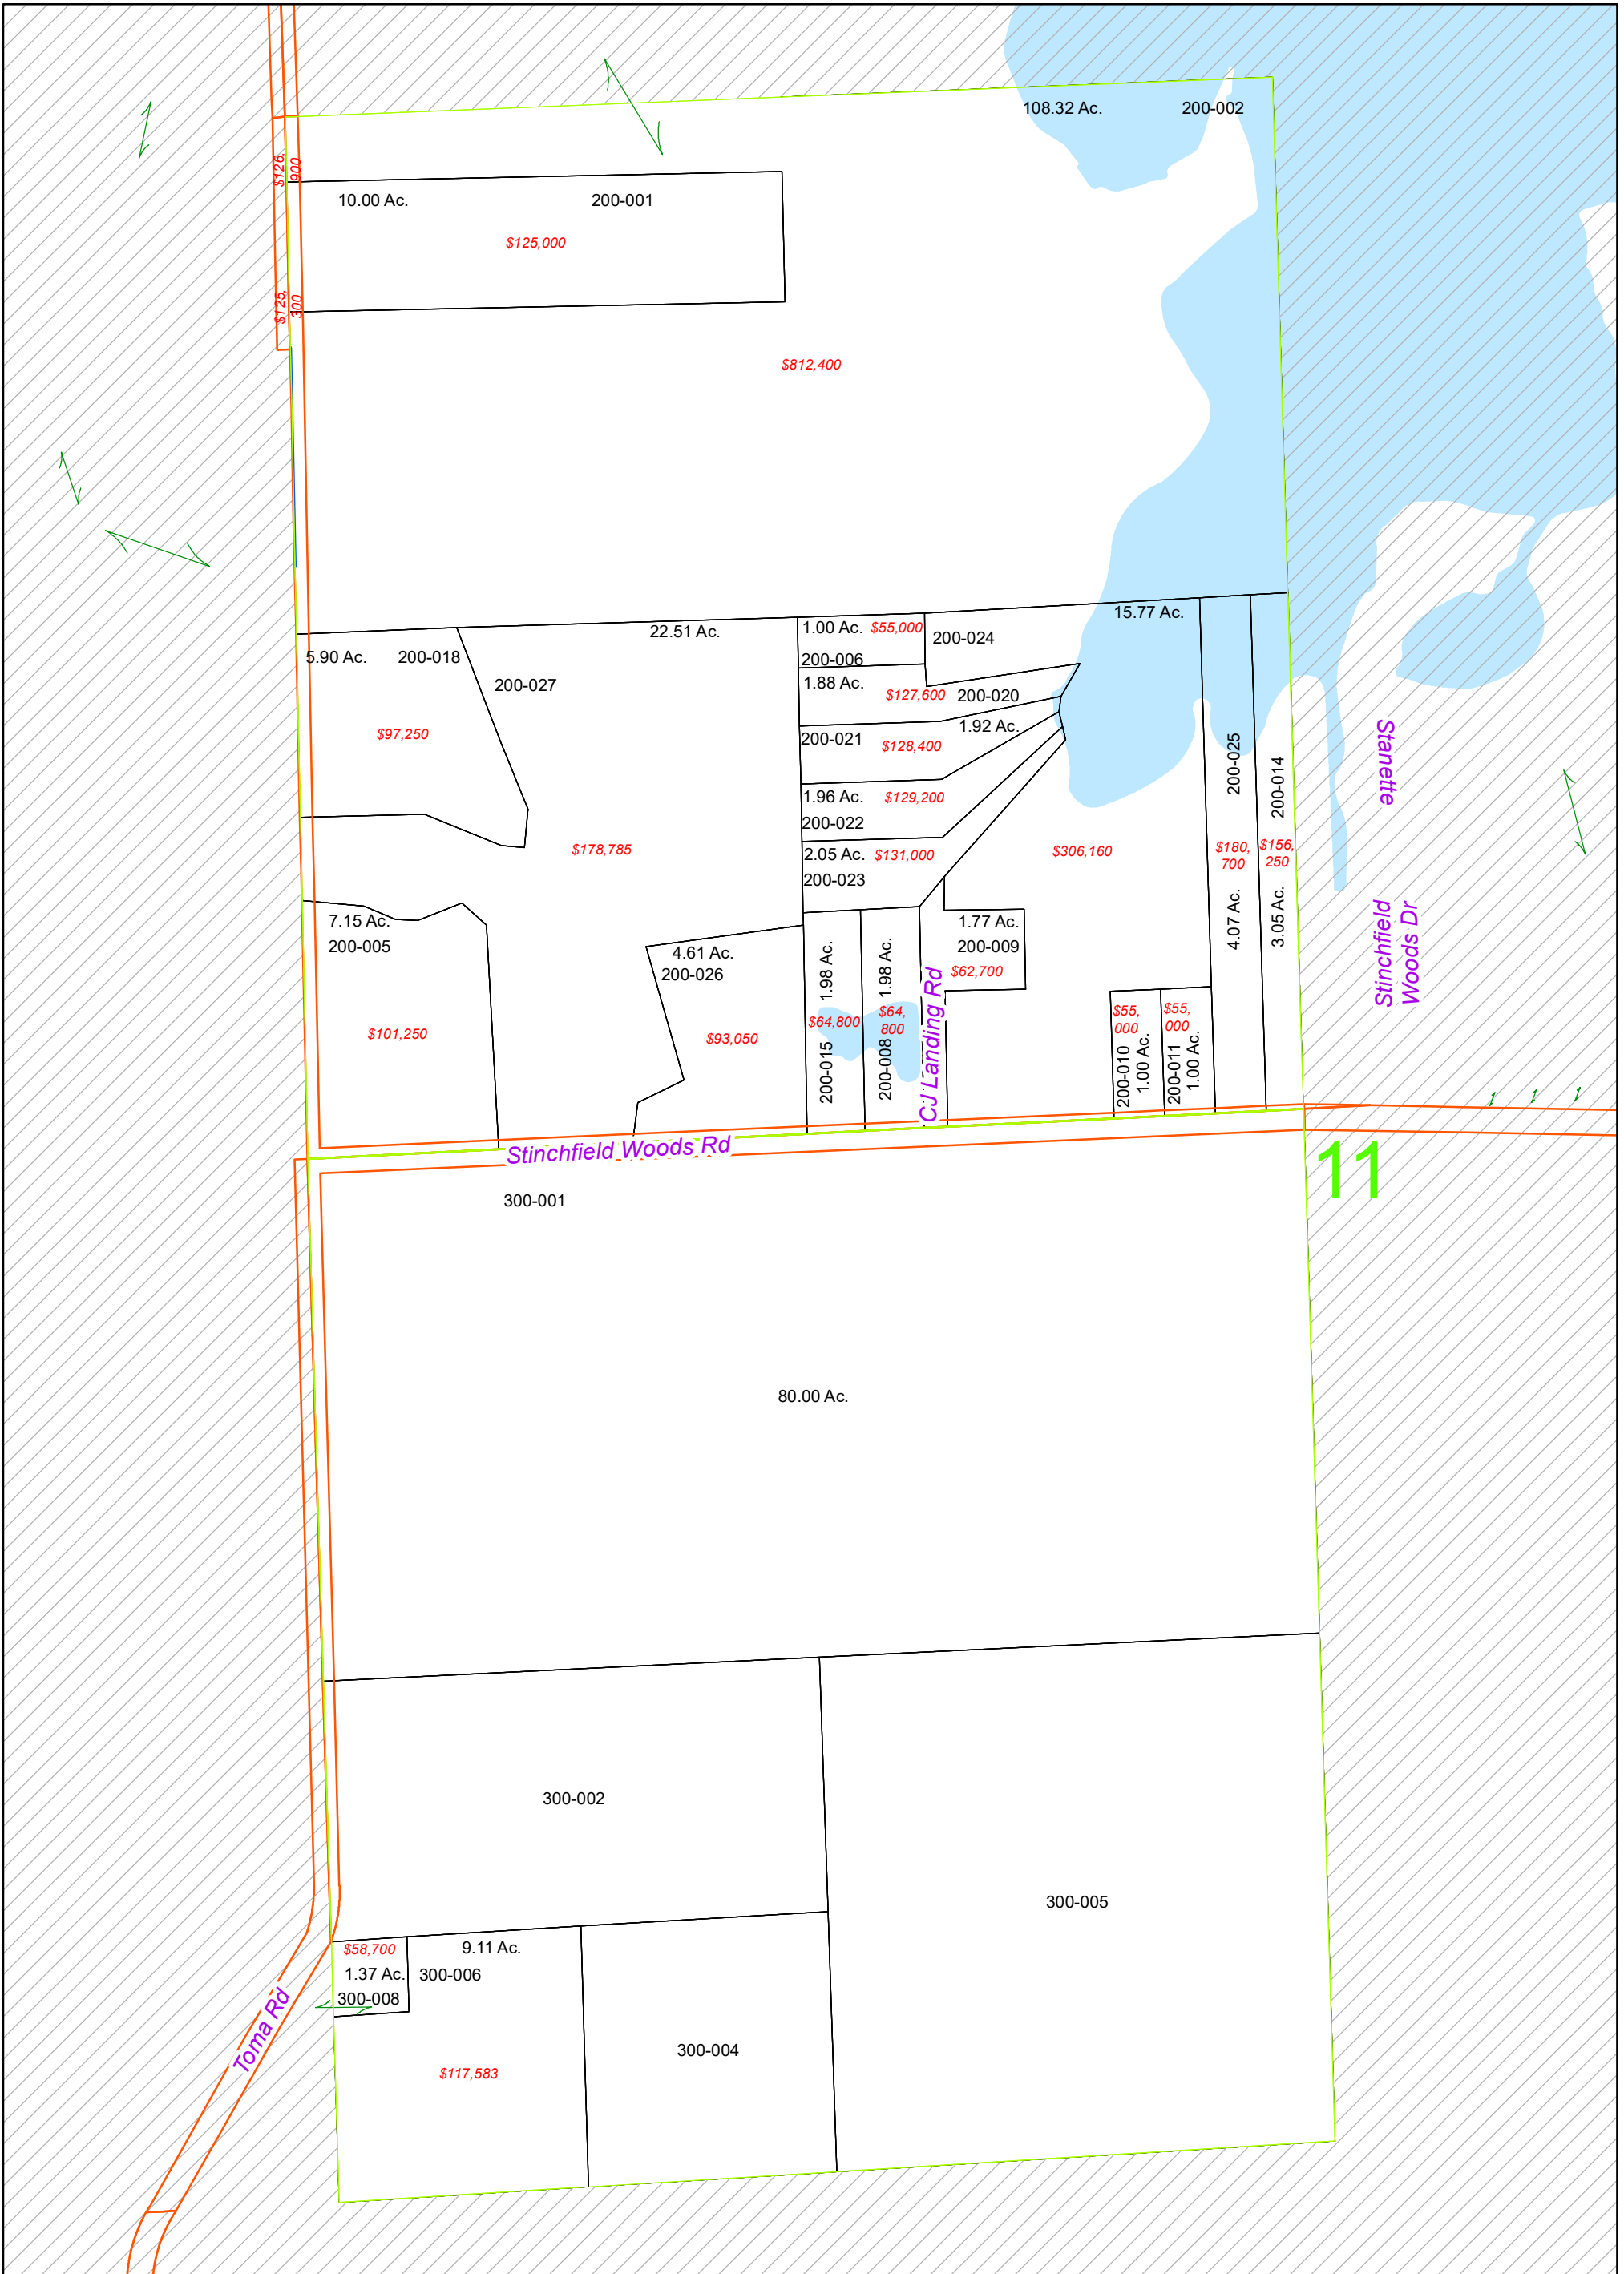 108.32 Ac.
200-002
$126,
900
10.00 Ac.
200-001
$125,000
$125,
300
$812,400
15.77 Ac.
22.51 Ac.
1.00 Ac.
$55,000
200-006
200-024
5.90 Ac.
200-018
200-027
1.88 Ac.
$127,600
200-020
$97,250
200-021
$128,400
1.92 Ac.
1.96 Ac.
$129,200
200-022
2.05 Ac.
$131,000
200-023
$178,785
$306,160
200-025
$180,
700
4.07 Ac.
200-014
$156,
250
3.05 Ac.
Stanette
Stinchfield
Woods Dr
7.15 Ac.
200-005
$101,250
4.61 Ac.
200-026
$93,050
1.98 Ac.
$64,800
200-015
1.98 Ac.
$64,
800
200-008
CJ Landing Rd
1.77 Ac.
200-009
$62,700
$55,
000
200-010
1.00 Ac.
$55,
000
200-011
1.00 Ac.
Stinchfield Woods Rd
11
300-001
80.00 Ac.
300-002
300-005
$58,700
1.37 Ac.
300-008
9.11 Ac.
300-006
300-004
$117,583
Toma Rd